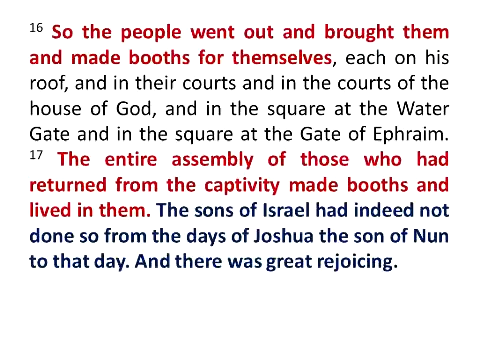 16 So the people went out and brought them
and made booths for themselves, each on his
roof, and in their courts and in the courts of the
house of God, and in the square at the Water
Gate and in the square at the Gate of Ephraim.
17 The entire assembly of those who had
returned from the captivity made booths and
lived in them. The sons of Israel had indeed not
done so from the days of Joshua the son of Nun
to that day. And there was great rejoicing.